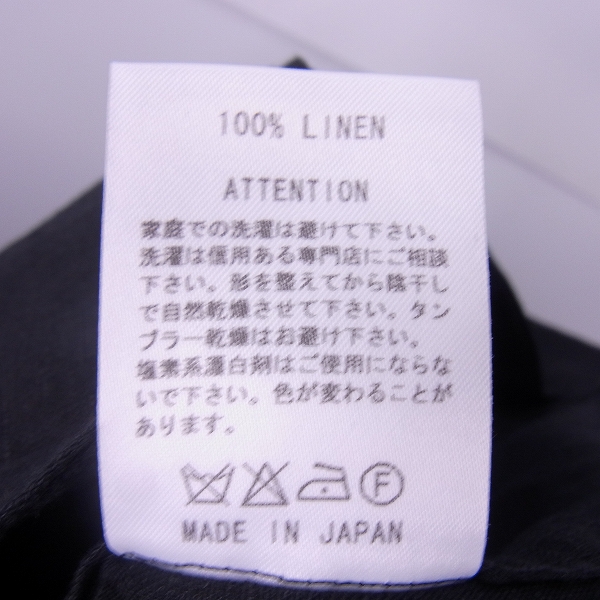 100% LINEN
ATTENTION
家庭での洗濯は避けて下さい。
洗濯は信用ある専門店にご相談
下さい。形を整えてから陰干し
で自然乾燥させて下さい。タン
ブラー乾燥はお避け下さい。
塩素系漂白剤はご使用にならな
いで下さい。色が変わることが
あります。
F
MADE IN JAPAN